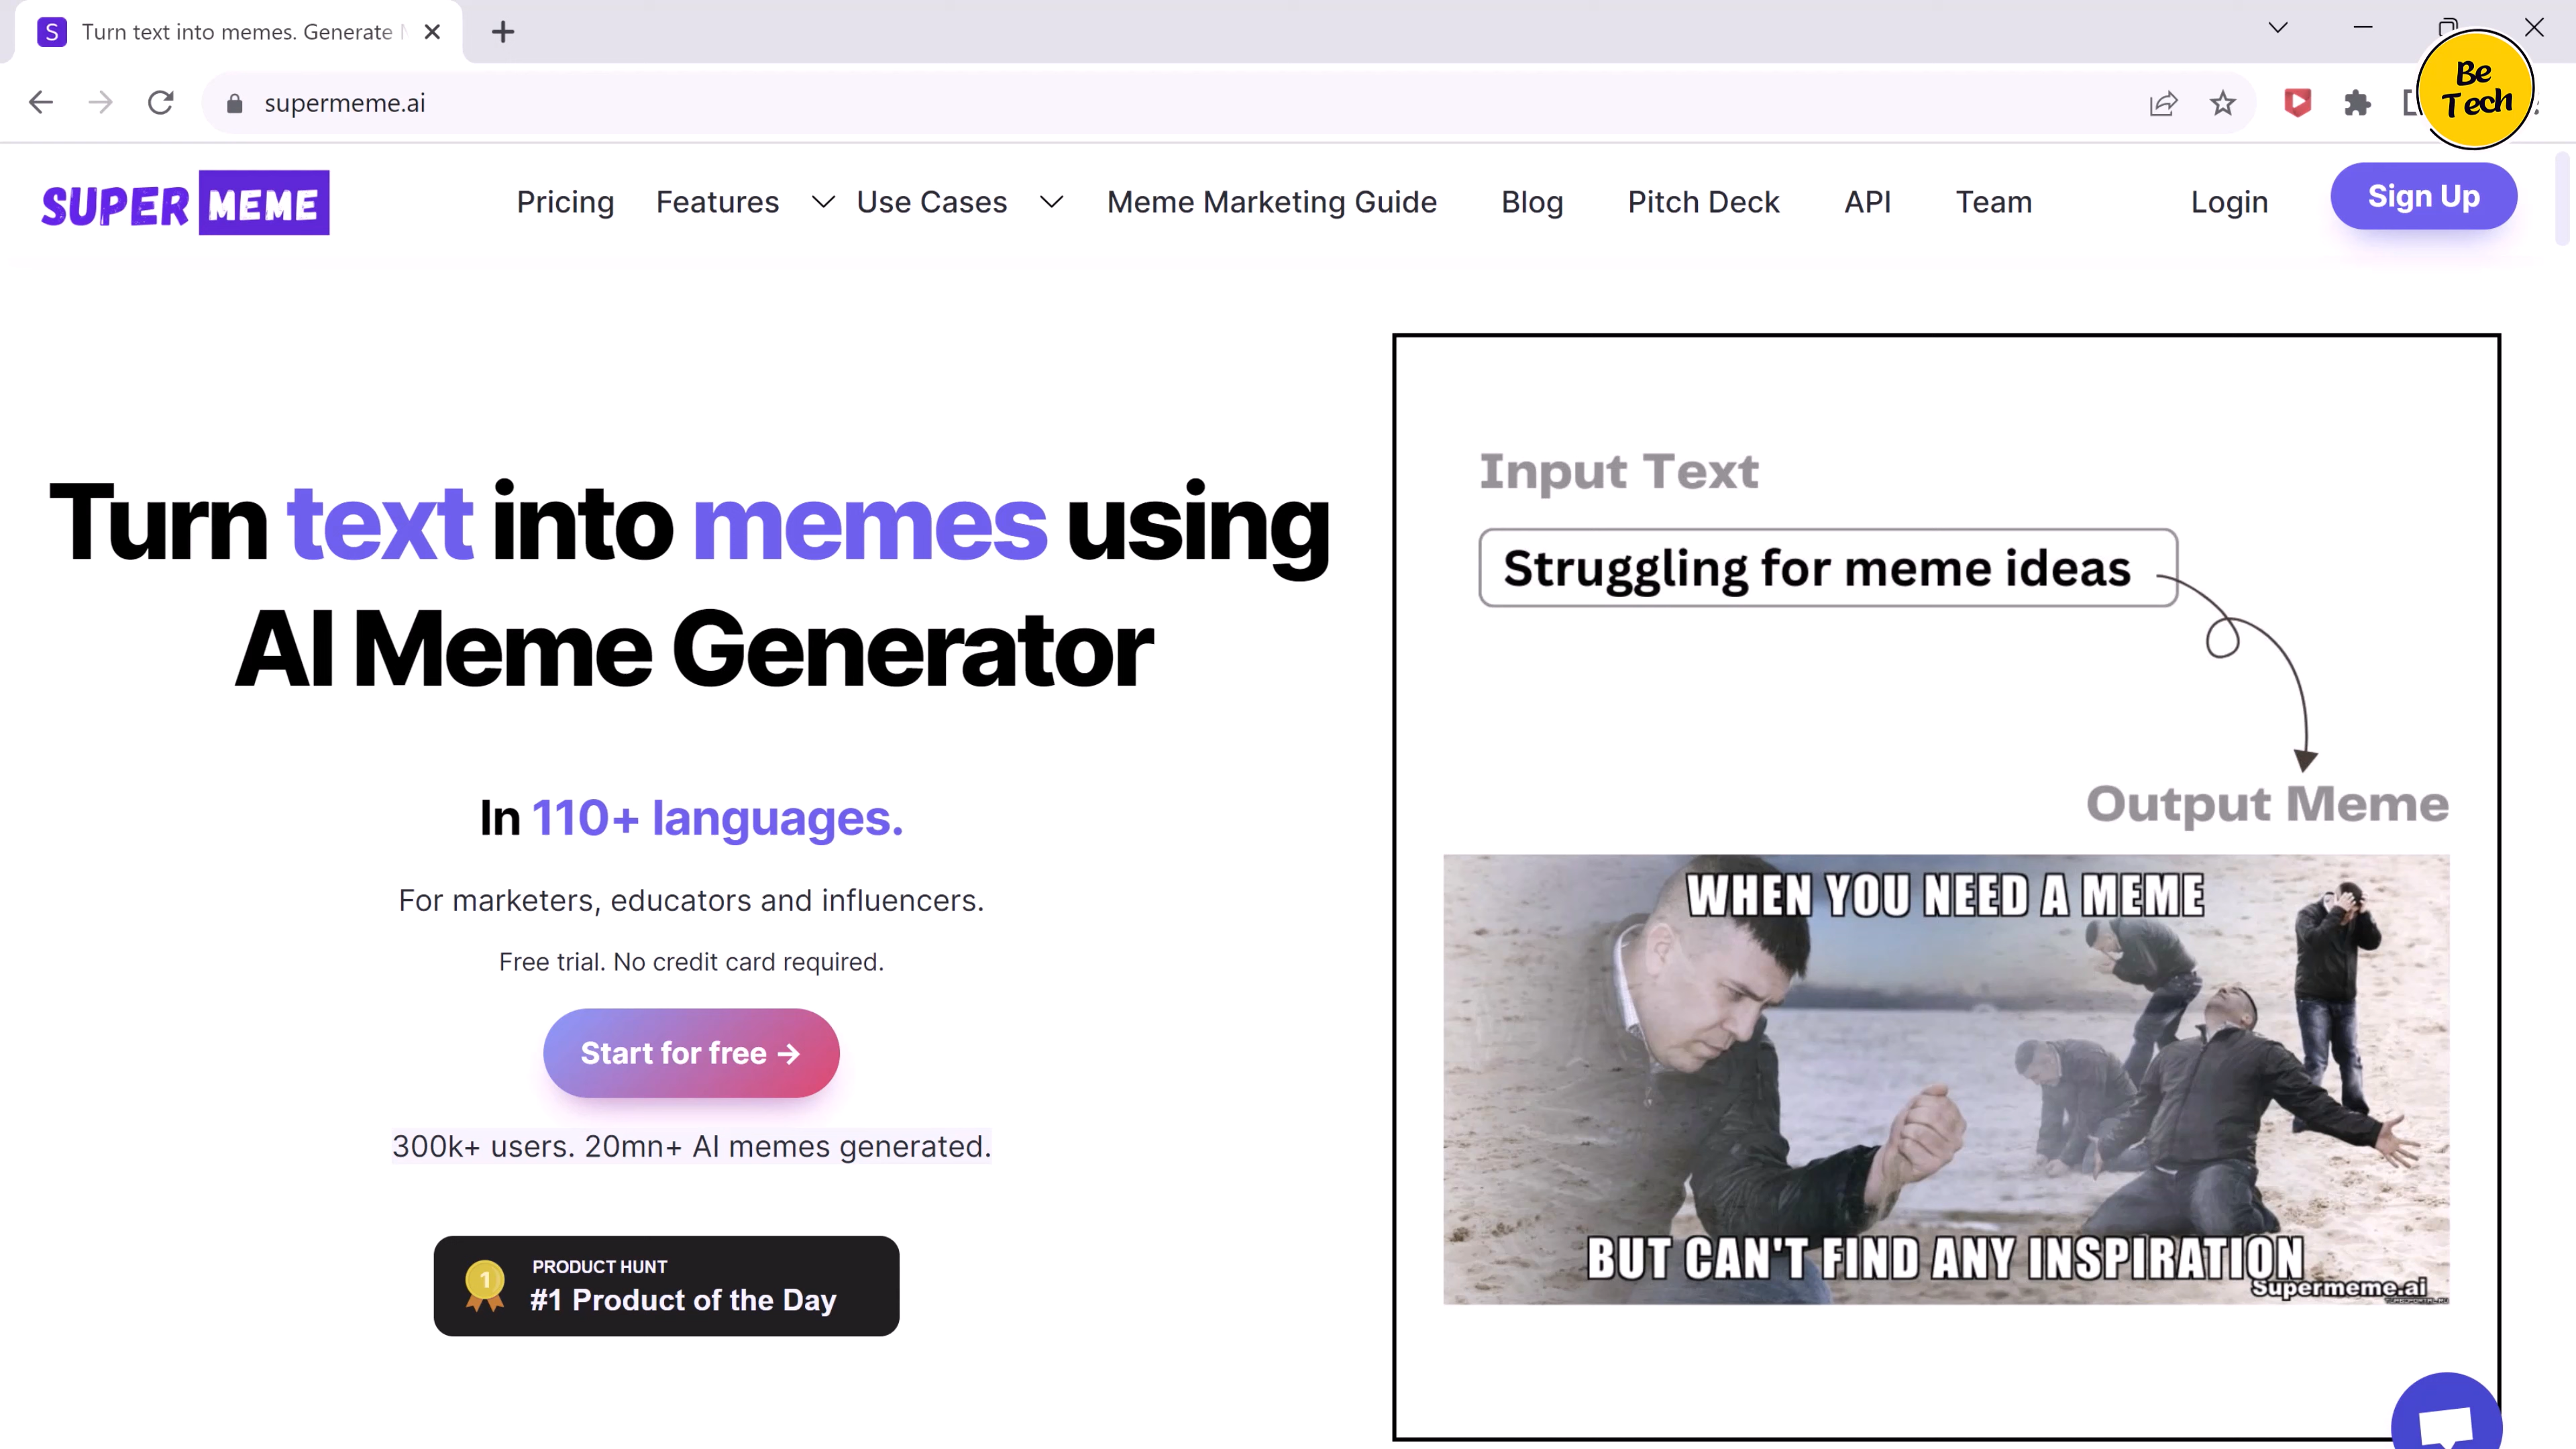 S Turn text into memes. Generate
supermeme.ai
Be
Tech
SUPER MEME
Pricing Features Use Cases Meme Marketing Guide Blog Pitch Deck API Team Login Sign Up
Turn text into memes using
AI Meme Generator
In 110+ languages.
For marketers, educators and influencers.
Free trial. No credit card required.
Start for free →
300k+ users. 20mn+ AI memes generated.
1
PRODUCT HUNT
#1 Product of the Day
Input Text
Struggling for meme ideas
Output Meme
WHEN YOU NEED A MEME
BUT CAN'T FIND ANY INSPIRATION
Supermeme.ai